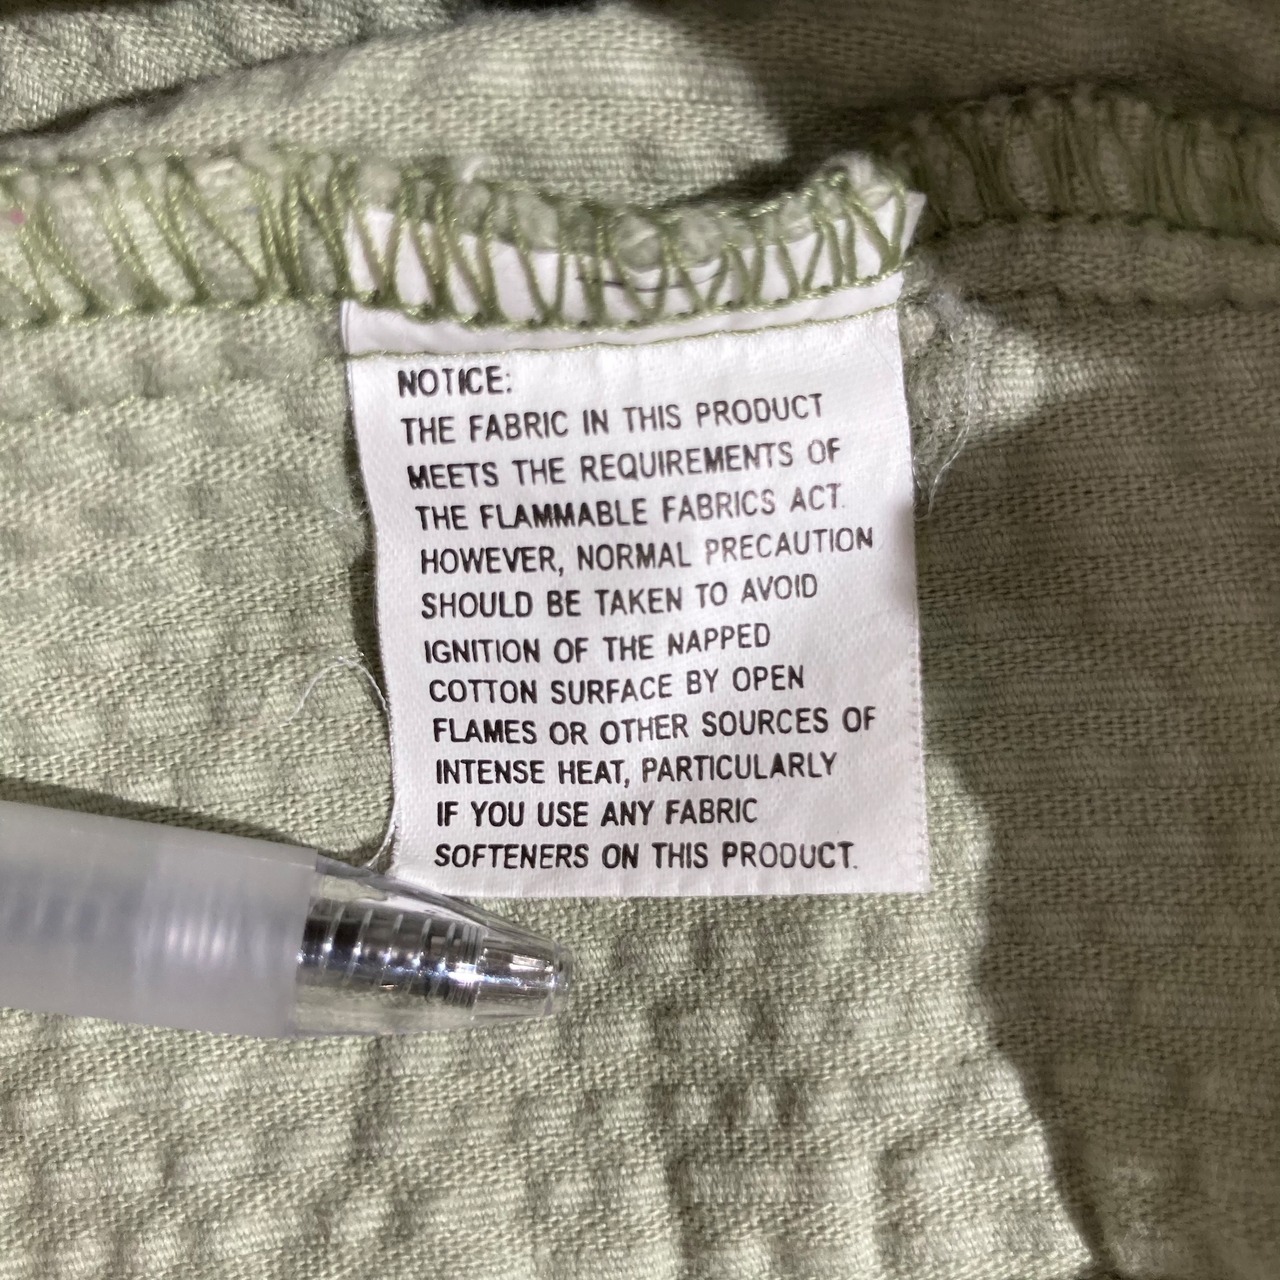 NOTICE:
THE FABRIC IN THIS PRODUCT
MEETS THE REQUIREMENTS OF
THE FLAMMABLE FABRICS ACT.
HOWEVER, NORMAL PRECAUTION
SHOULD BE TAKEN TO AVOID
IGNITION OF THE NAPPED
COTTON SURFACE BY OPEN
FLAMES OR OTHER SOURCES OF
INTENSE HEAT, PARTICULARLY
IF YOU USE ANY FABRIC
SOFTENERS ON THIS PRODUCT.